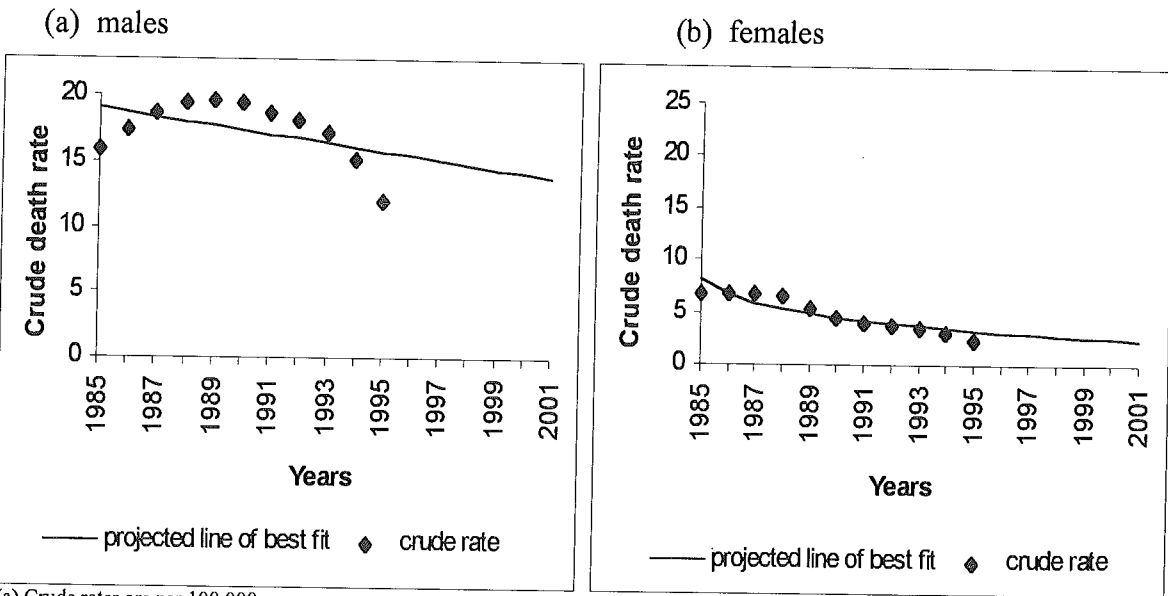 (a) males
20
15
10
5
0
Crude death rate
1985
1987
1989
1991
1993
1995
1997
1999
2001
Years
projected line of best fit
crude rate
(b) females
25
20
15
10
5
0
Crude death rate
1985
1987
1989
1991
1993
1995
1997
1999
2001
Years
projected line of best fit
crude rate
(a) Crude rates are per 100,000